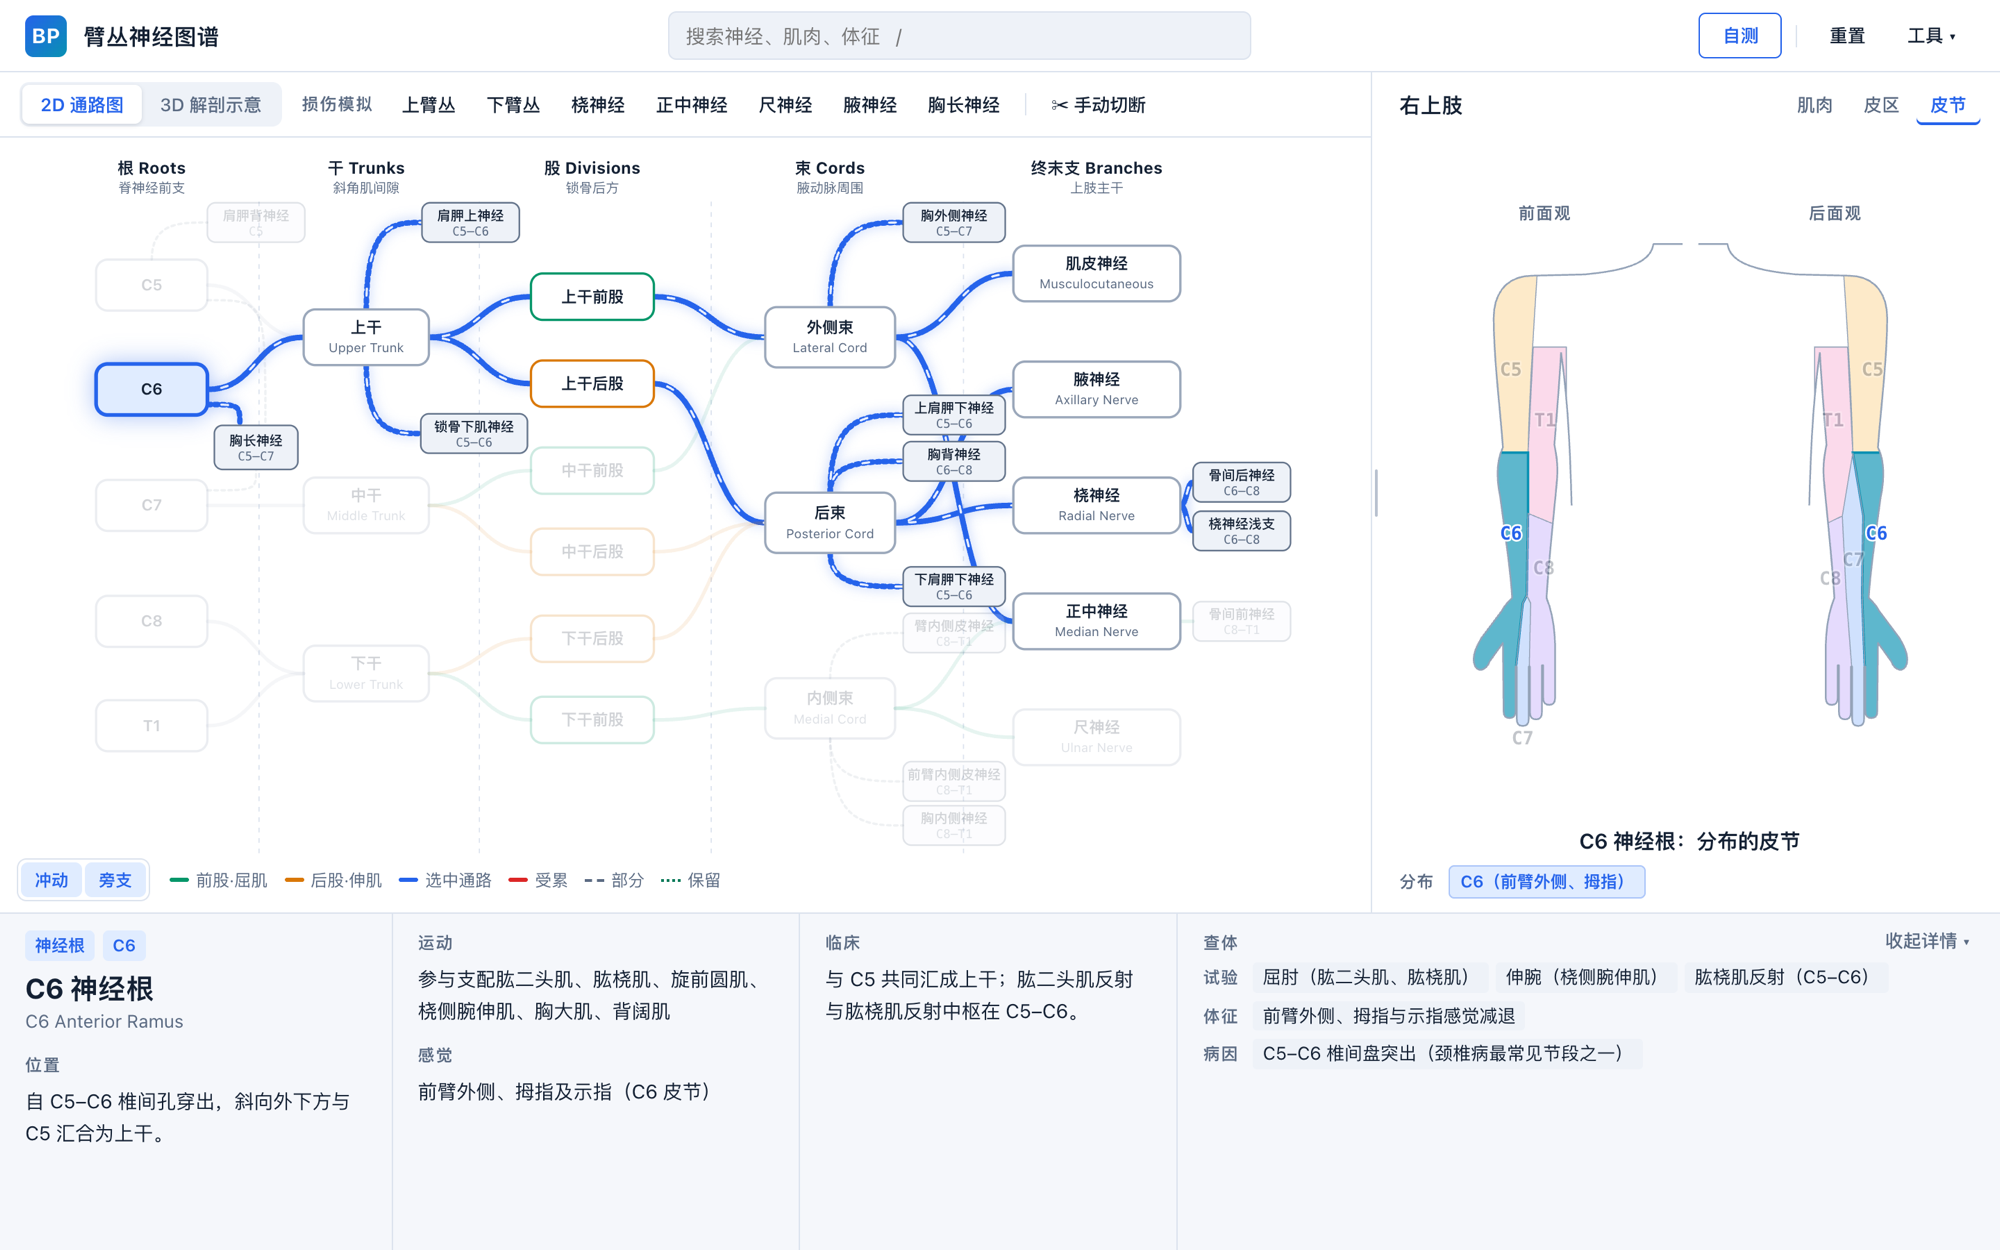 BP 臂丛神经图谱
搜索神经、肌肉、体征 /
自测
重置
工具 ▾
2D 通路图
3D 解剖示意
损伤模拟
上臂丛
下臂丛
桡神经
正中神经
尺神经
腋神经
胸长神经
✂ 手动切断
根 Roots
脊神经前支
干 Trunks
斜角肌间隙
股 Divisions
锁骨后方
束 Cords
腋动脉周围
终末支 Branches
上肢主干
肩胛背神经
C5
C5
C6
胸长神经
C5–C7
C7
C8
T1
肩胛上神经
C5–C6
上干
Upper Trunk
锁骨下肌神经
C5–C6
中干
Middle Trunk
下干
Lower Trunk
上干前股
上干后股
中干前股
中干后股
下干后股
下干前股
胸外侧神经
C5–C7
外侧束
Lateral Cord
上肩胛下神经
C5–C6
胸背神经
C6–C8
后束
Posterior Cord
下肩胛下神经
C5–C6
臂内侧皮神经
C8–T1
内侧束
Medial Cord
前臂内侧皮神经
C8–T1
胸内侧神经
C8–T1
肌皮神经
Musculocutaneous
腋神经
Axillary Nerve
桡神经
Radial Nerve
骨间后神经
C6–C8
桡神经浅支
C6–C8
正中神经
Median Nerve
骨间前神经
C8–T1
尺神经
Ulnar Nerve
冲动
旁支
前股·屈肌
后股·伸肌
选中通路
受累
部分
保留
右上肢
肌肉
皮区
皮节
前面观
后面观
C5
T1
C6
C8
C7
C5
T1
C6
C7
C8
C6 神经根：分布的皮节
分布
C6（前臂外侧、拇指）
神经根
C6
C6 神经根
C6 Anterior Ramus
位置
自 C5–C6 椎间孔穿出，斜向外下方与
C5 汇合为上干。
运动
参与支配肱二头肌、肱桡肌、旋前圆肌、
桡侧腕伸肌、胸大肌、背阔肌
感觉
前臂外侧、拇指及示指（C6 皮节）
临床
与 C5 共同汇成上干；肱二头肌反射
与肱桡肌反射中枢在 C5–C6。
查体
收起详情 ▾
试验
屈肘（肱二头肌、肱桡肌）
伸腕（桡侧腕伸肌）
肱桡肌反射（C5–C6）
体征
前臂外侧、拇指与示指感觉减退
病因
C5–C6 椎间盘突出（颈椎病最常见节段之一）